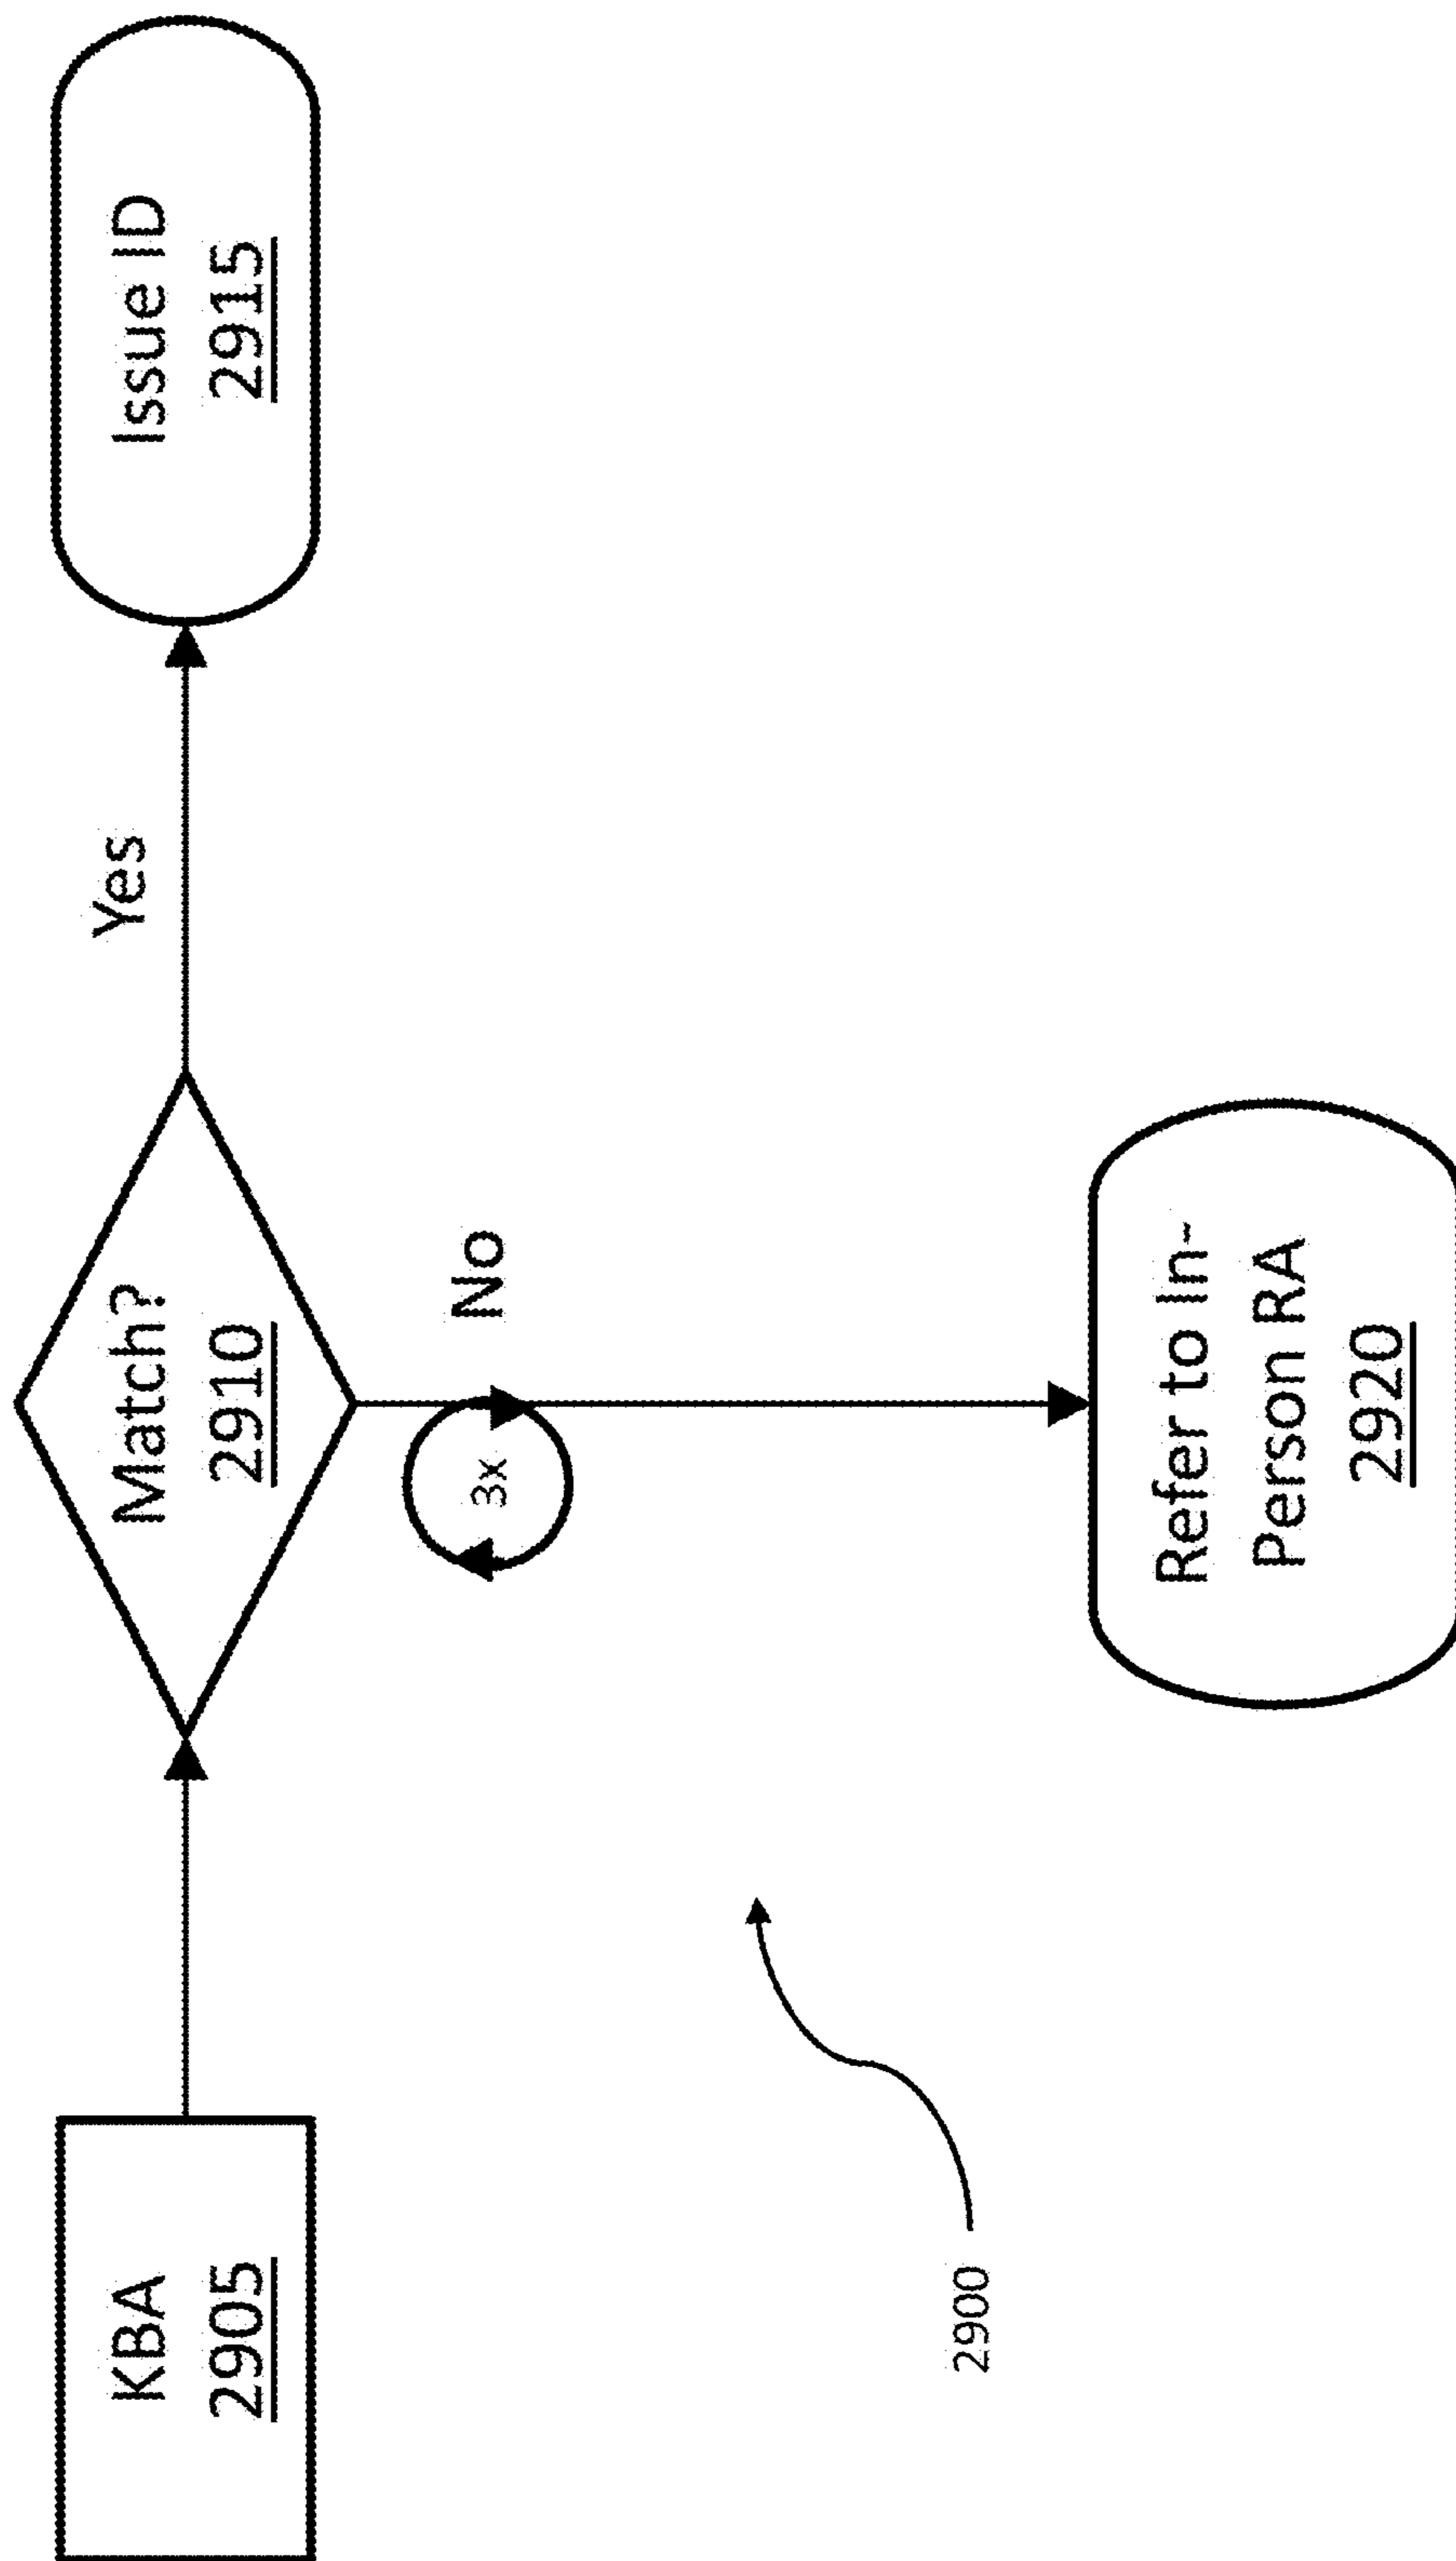 KBA
2905
Match?
2910
Yes
Issue ID
2915
No
3x
Refer to In-
Person RA
2920
2900